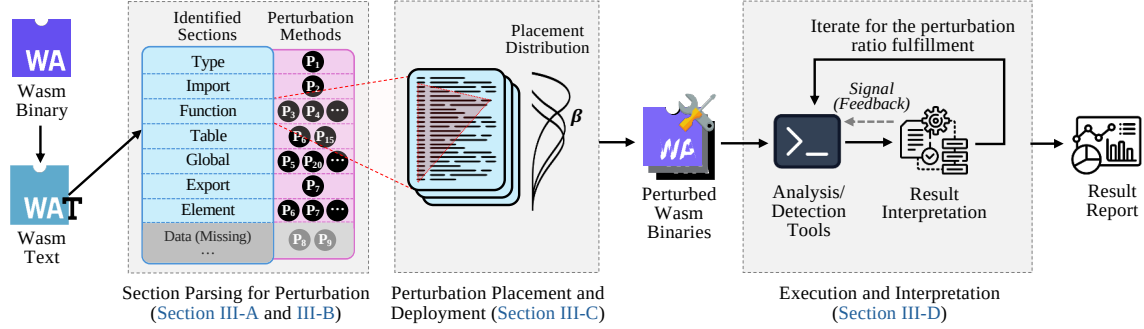 WA
Wasm
Binary
WAT
Wasm
Text
Identified
Sections
Perturbation
Methods
Type
P1
Import
P2
Function
P3 P4 ...
Table
P6 P15
Global
P5 P20 ...
Export
P7
Element
P6 P7 ...
Data (Missing)
...
P8 P9
Section Parsing for Perturbation
(Section III-A and III-B)
Placement
Distribution
β
Perturbation Placement and
Deployment (Section III-C)
Perturbed
Wasm
Binaries
Iterate for the perturbation
ratio fulfillment
Signal
(Feedback)
>_
Analysis/
Detection
Tools
Result
Interpretation
Execution and Interpretation
(Section III-D)
Result
Report